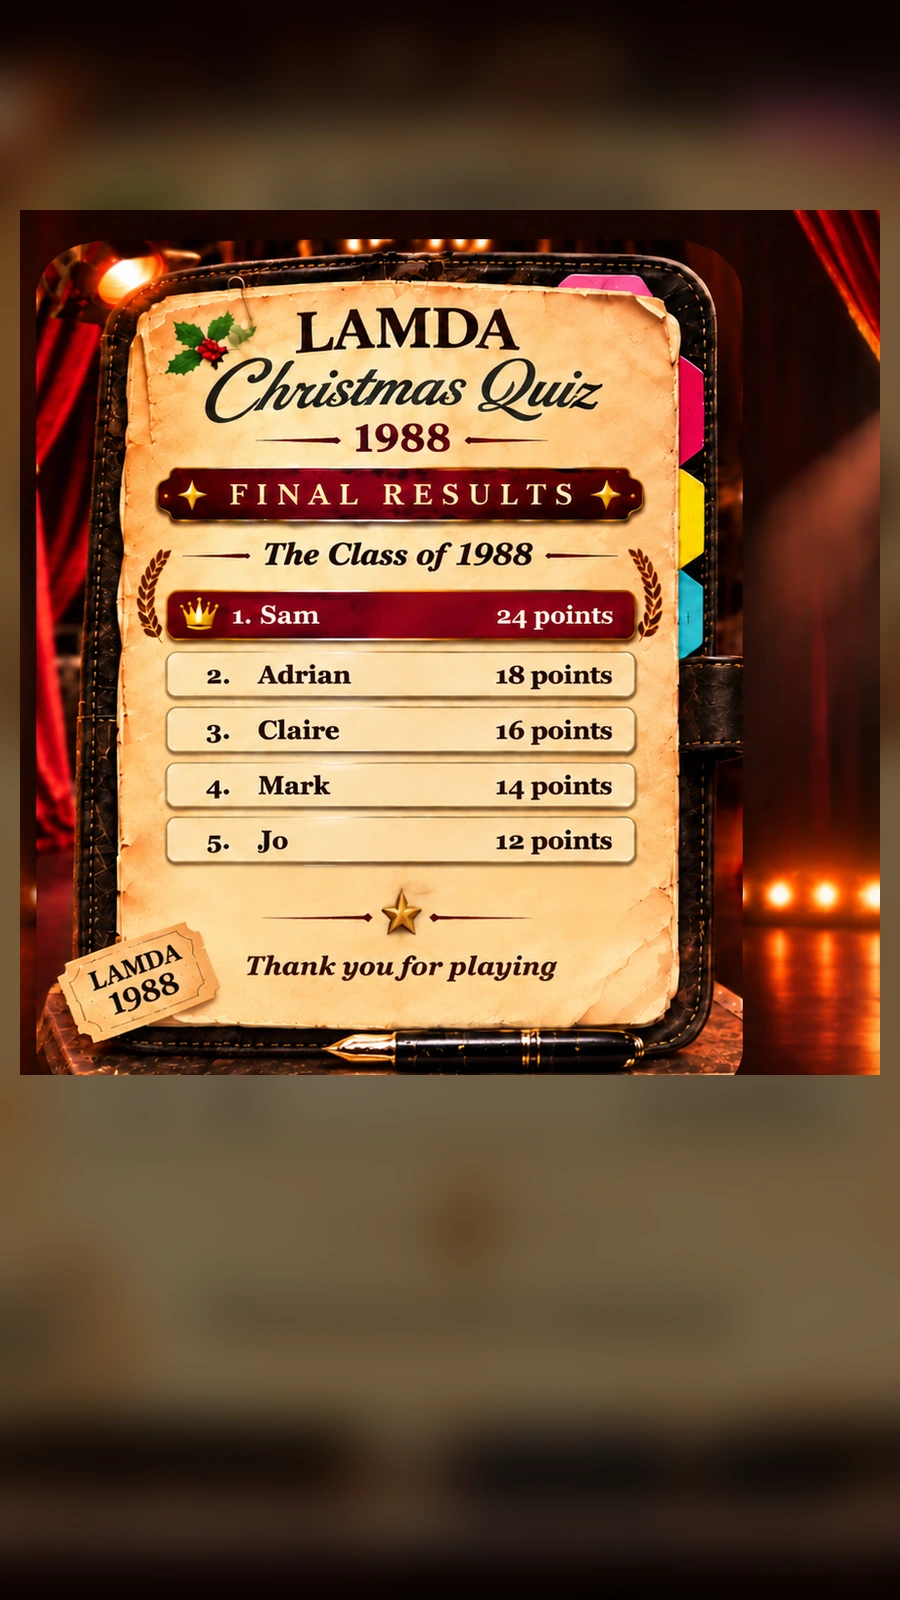 LAMDA
Christmas Quiz
1988
FINAL RESULTS
The Class of 1988
1. Sam 24 points
2. Adrian 18 points
3. Claire 16 points
4. Mark 14 points
5. Jo 12 points
Thank you for playing
LAMDA
1988